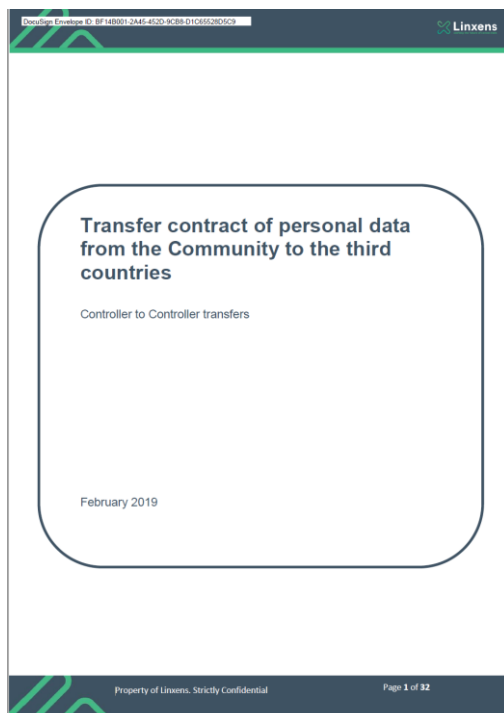 DocuSign Envelope ID: BF14B001-2A45-452D-9CB8-D1C65528D5C9
Linxens
Transfer contract of personal data
from the Community to the third
countries
Controller to Controller transfers
February 2019
Property of Linxens. Strictly Confidential
Page 1 of 32